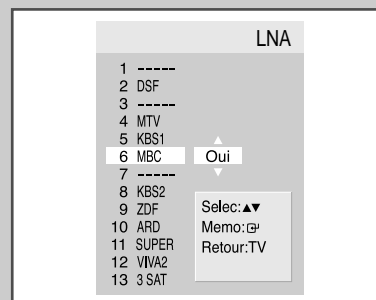 LNA
1 -----
2 DSF
3 -----
4 MTV
5 KBS1
6 MBC Oui
7 -----
8 KBS2
9 ZDF
10 ARD
11 SUPER
12 VIVA2
13 3 SAT
Selec:▲▼
Memo:⏎
Retour:TV